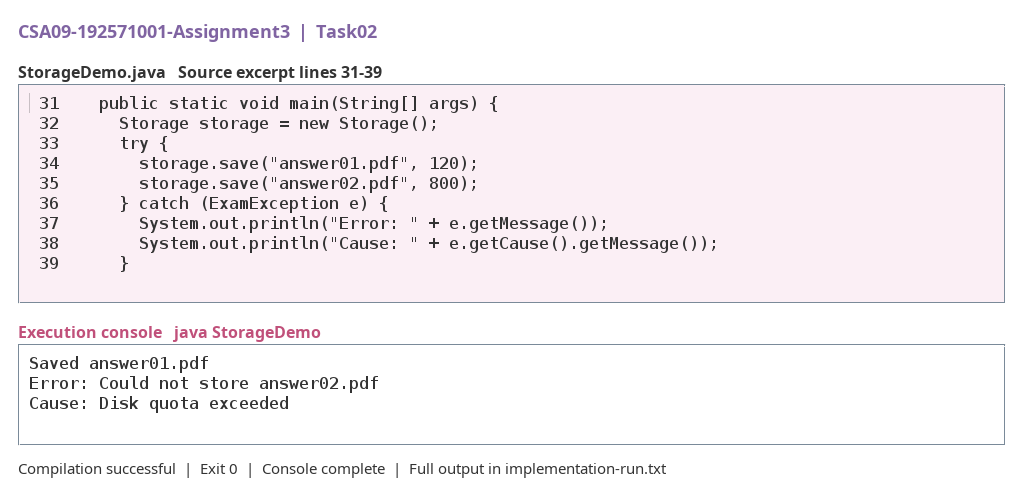 CSA09-192571001-Assignment3 | Task02
StorageDemo.java Source excerpt lines 31-39
31    public static void main(String[] args) {
32      Storage storage = new Storage();
33      try {
34        storage.save("answer01.pdf", 120);
35        storage.save("answer02.pdf", 800);
36      } catch (ExamException e) {
37        System.out.println("Error: " + e.getMessage());
38        System.out.println("Cause: " + e.getCause().getMessage());
39      }
Execution console java StorageDemo
Saved answer01.pdf
Error: Could not store answer02.pdf
Cause: Disk quota exceeded
Compilation successful | Exit 0 | Console complete | Full output in implementation-run.txt